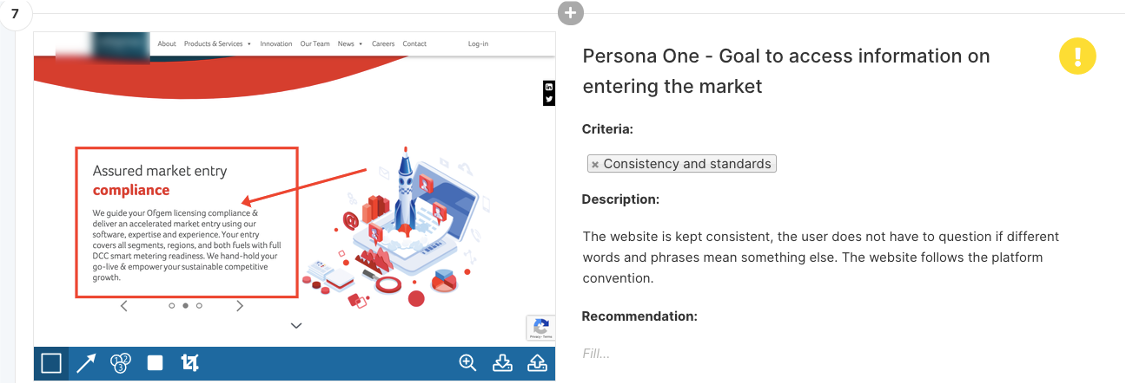 7
About Products & Services Innovation Our Team News Careers Contact Log-in
Assured market entry
compliance
We guide your Ofgem licensing compliance &
deliver an accelerated market entry using our
software, expertise and experience. Your entry
covers all segments, regions, and both fuels with full
DCC smart metering readiness. We hand-hold your
go-live & empower your sustainable competitive
growth.
Privacy - Terms
Persona One - Goal to access information on
entering the market
Criteria:
× Consistency and standards
Description:
The website is kept consistent, the user does not have to question if different
words and phrases mean something else. The website follows the platform
convention.
Recommendation:
Fill...